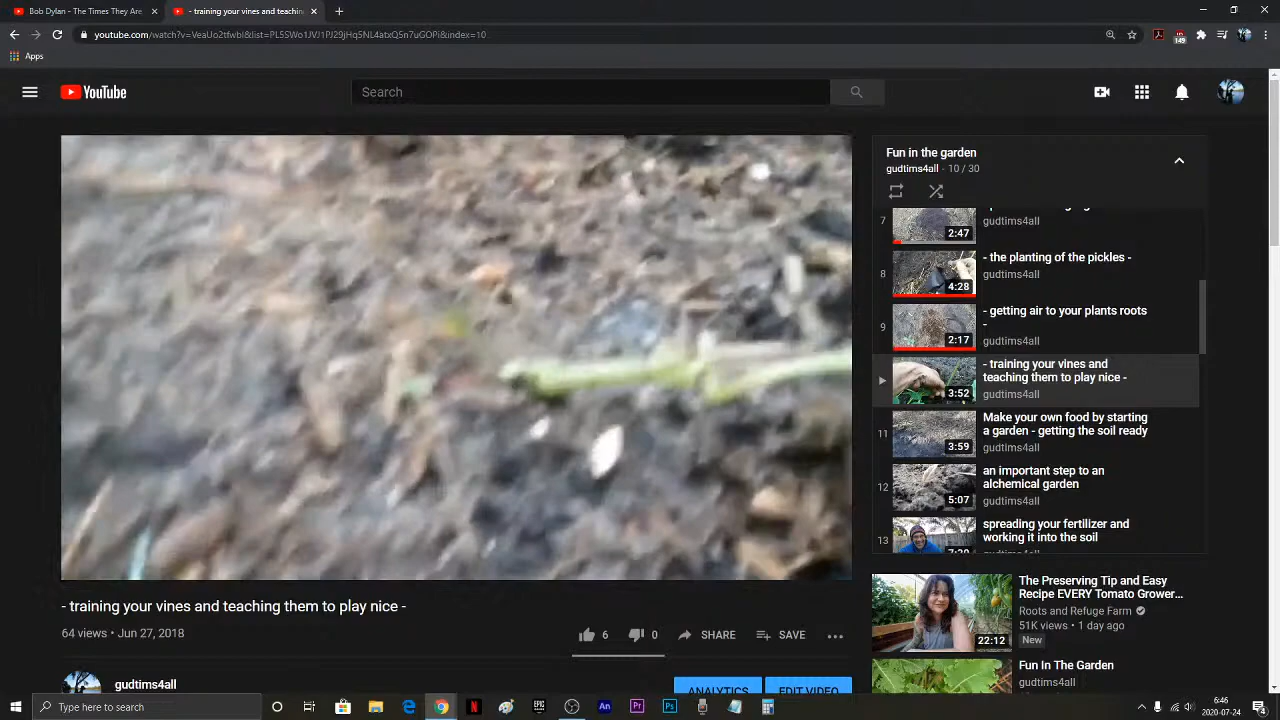 Bob Dylan - The Times They Are
- training your vines and teachin
youtube.com/watch?v=VeaUo2tfwbI&list=PL5SWo1JVJ1PJ29jHq5NL4atxQ5n7uGOPi&index=10
149
Apps
YouTube
Search
Fun in the garden
gudtims4all - 10 / 30
7
2:47
gudtims4all
8
4:28
- the planting of the pickles -
gudtims4all
9
2:17
- getting air to your plants roots
-
gudtims4all
3:52
- training your vines and
teaching them to play nice -
gudtims4all
11
3:59
Make your own food by starting
a garden - getting the soil ready
gudtims4all
12
5:07
an important step to an
alchemical garden
gudtims4all
13
spreading your fertilizer and
working it into the soil
gudtims4all
- training your vines and teaching them to play nice -
64 views • Jun 27, 2018
6
0
SHARE
SAVE
gudtims4all
ANALYTICS
EDIT VIDEO
22:12
The Preserving Tip and Easy
Recipe EVERY Tomato Grower...
Roots and Refuge Farm
51K views • 1 day ago
New
Fun In The Garden
gudtims4all
Type here to search
6:46
2020-07-24